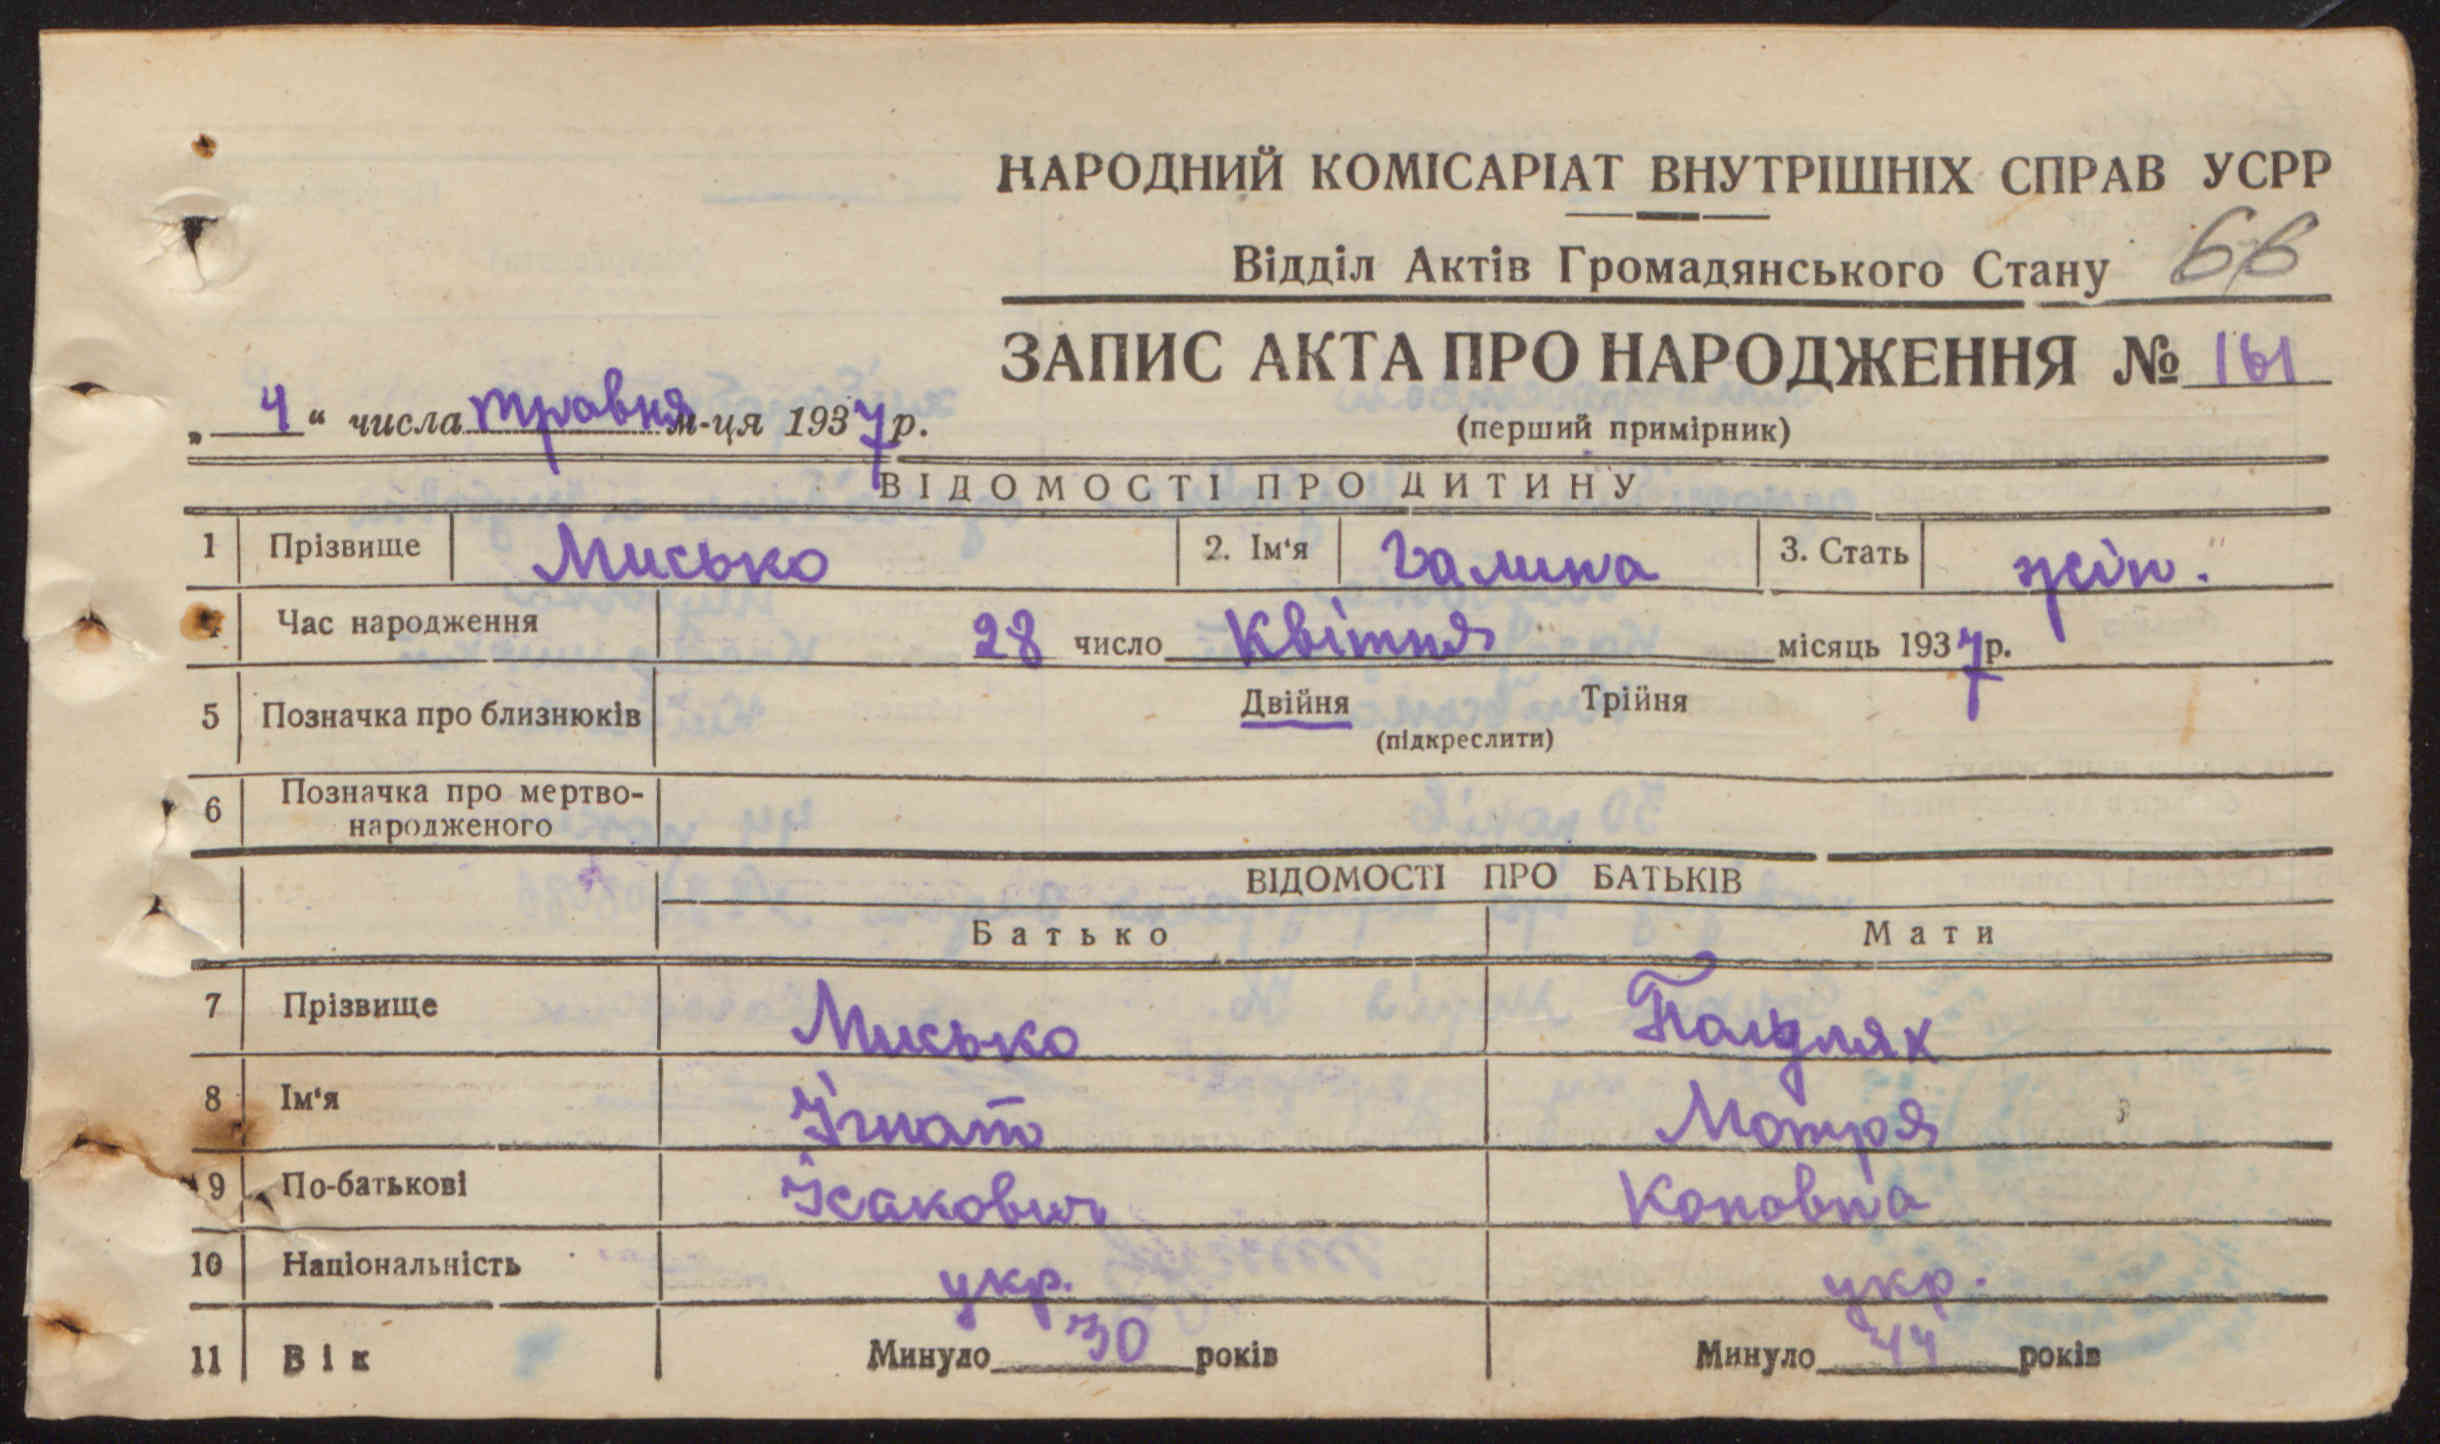 НАРОДНИЙ КОМІСАРІАТ ВНУТРІШНІХ СПРАВ УСРР
Відділ Актів Громадянського Стану 66
ЗАПИС АКТА ПРО НАРОДЖЕННЯ № 161
„ 4 “ числа травня м-ця 1937 р.
(перший примірник)
ВІДОМОСТІ ПРО ДИТИНУ
1 Прізвище Мисько 2. Ім‘я Галина 3. Стать жін.
Час народження 28 число Квітня місяць 1937 р.
5 Позначка про близнюків Двійня Трійня
(підкреслити)
6 Позначка про мертво-
народженого
ВІДОМОСТІ ПРО БАТЬКІВ
Батько Мати
7 Прізвище Мисько
8 Ім‘я Ігнат Мотря
9 По-батькові Ісакович Коновна
10 Національність укр. укр.
11 Вік Минуло 30 років Минуло 44 років